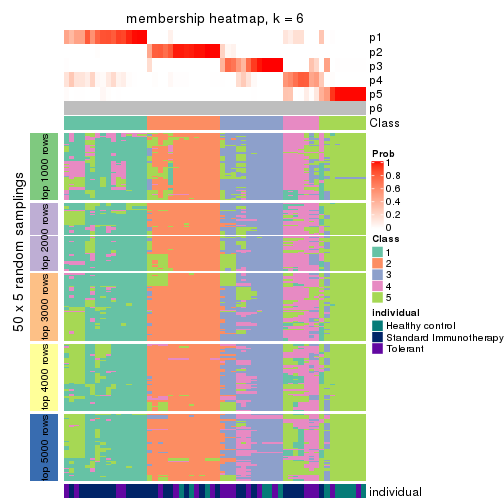 membership heatmap, k = 6
p1
p2
p3
p4
p5
p6
Class
50 x 5 random samplings
top 1000 rows
top 2000 rows
top 3000 rows
top 4000 rows
top 5000 rows
Prob
1
0.8
0.6
0.4
0.2
0
Class
1
2
3
4
5
individual
Healthy control
Standard Immunotherapy
Tolerant
individual